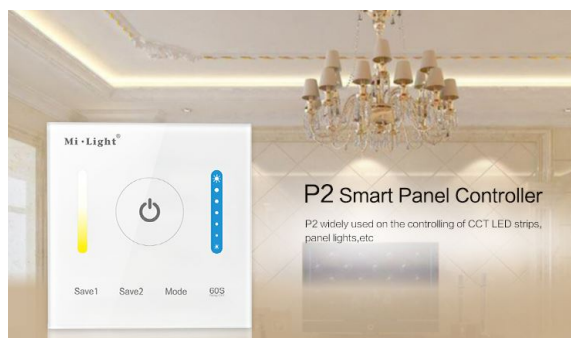 Mi·Light®
P2 Smart Panel Controller
P2 widely used on the controlling of CCT LED strips,
panel lights,etc
Save1 Save2 Mode 60S